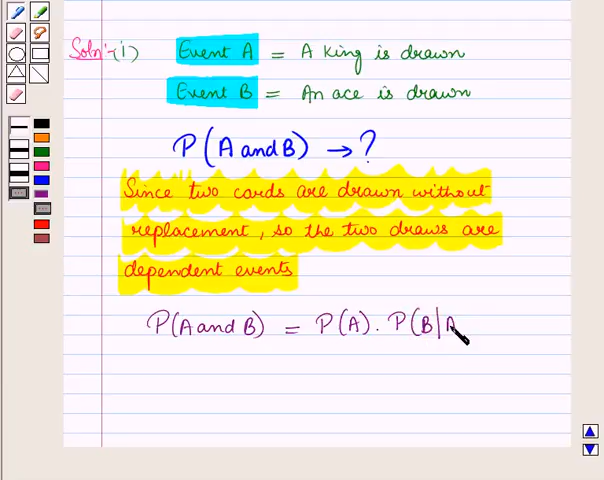 Soln:-(i) Event A = A king is drawn
Event B = An ace is drawn
P(A and B) → ?
Since two cards are drawn without
replacement, so the two draws are
dependent events
P(A and B) = P(A). P(B|A